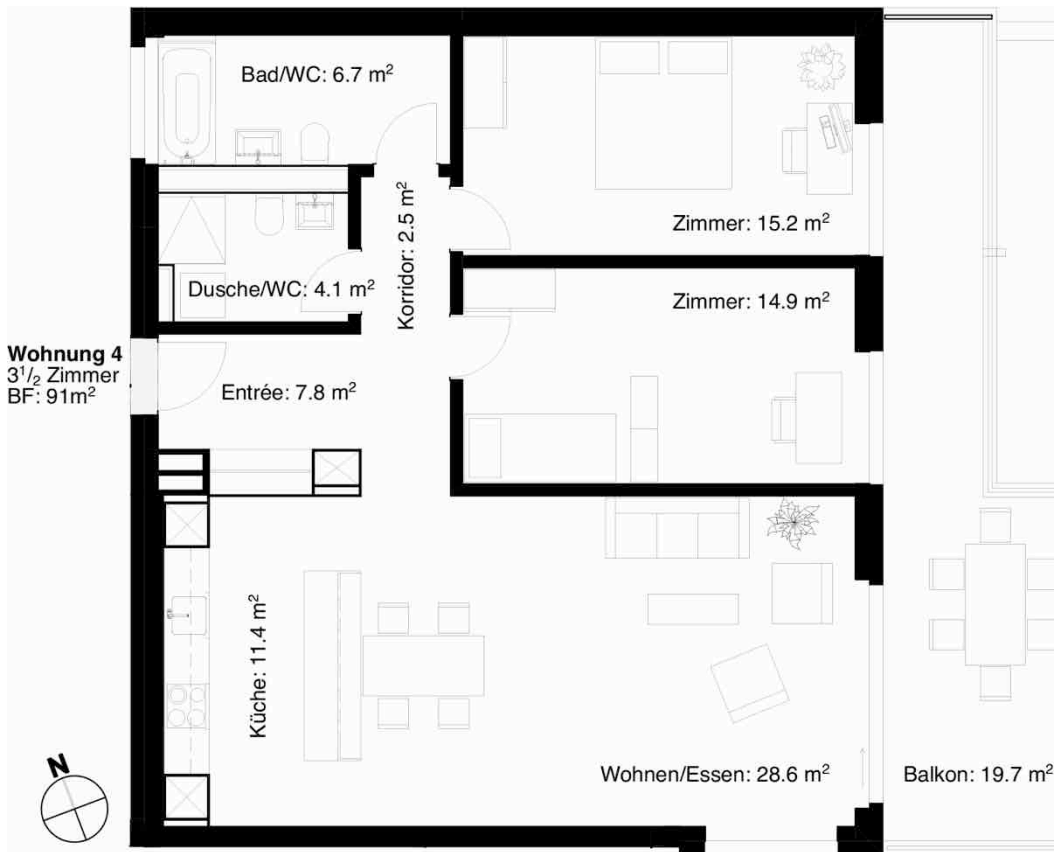 Bad/WC: 6.7 m²
Zimmer: 15.2 m²
Korridor: 2.5 m²
Dusche/WC: 4.1 m²
Zimmer: 14.9 m²
Wohnung 4
3¹/₂ Zimmer
BF: 91m²
Entrée: 7.8 m²
Küche: 11.4 m²
Wohnen/Essen: 28.6 m²
Balkon: 19.7 m²
N